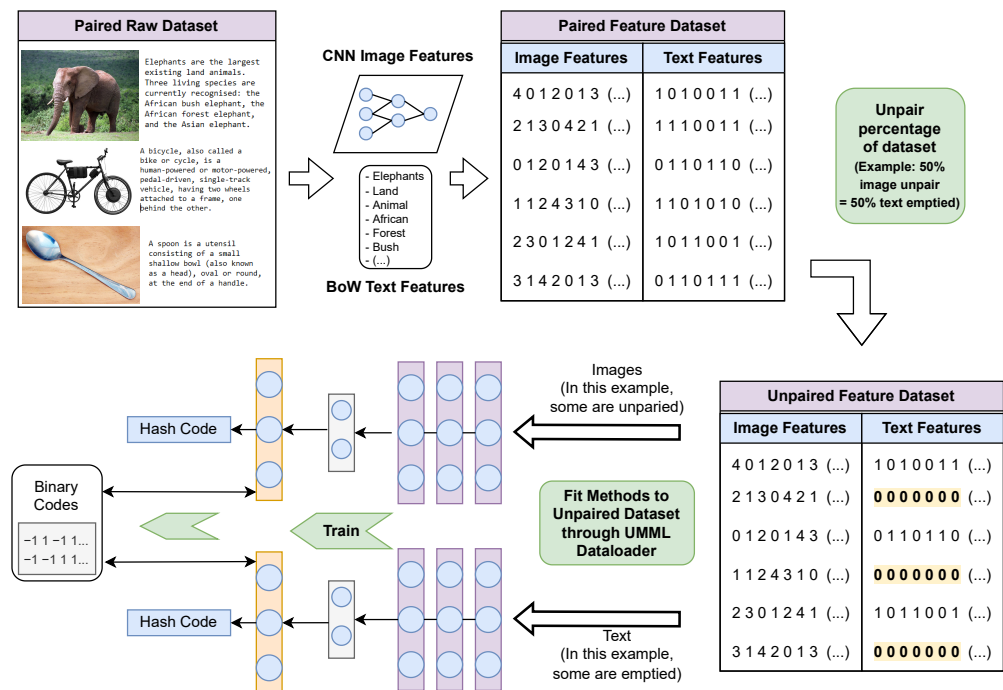 Paired Raw Dataset
Elephants are the largest
existing land animals.
Three living species are
currently recognised: the
African bush elephant, the
African forest elephant,
and the Asian elephant.
A bicycle, also called a
bike or cycle, is a
human-powered or motor-powered,
pedal-driven, single-track
vehicle, having two wheels
attached to a frame, one
behind the other.
A spoon is a utensil
consisting of a small
shallow bowl (also known
as a head), oval or round,
at the end of a handle.
CNN Image Features
- Elephants
- Land
- Animal
- African
- Forest
- Bush
- (...)
BoW Text Features
Paired Feature Dataset
Image Features Text Features
4 0 1 2 0 1 3 (...) 1 0 1 0 0 1 1 (...)
2 1 3 0 4 2 1 (...) 1 1 1 0 0 1 1 (...)
0 1 2 0 1 4 3 (...) 0 1 1 0 1 1 0 (...)
1 1 2 4 3 1 0 (...) 1 1 0 1 0 1 0 (...)
2 3 0 1 2 4 1 (...) 1 0 1 1 0 0 1 (...)
3 1 4 2 0 1 3 (...) 0 1 1 0 1 1 1 (...)
Unpair
percentage
of dataset
(Example: 50%
image unpair
= 50% text emptied)
Unpaired Feature Dataset
Image Features Text Features
4 0 1 2 0 1 3 (...) 1 0 1 0 0 1 1 (...)
2 1 3 0 4 2 1 (...) 0 0 0 0 0 0 0 (...)
0 1 2 0 1 4 3 (...) 0 1 1 0 1 1 0 (...)
1 1 2 4 3 1 0 (...) 0 0 0 0 0 0 0 (...)
2 3 0 1 2 4 1 (...) 1 0 1 1 0 0 1 (...)
3 1 4 2 0 1 3 (...) 0 0 0 0 0 0 0 (...)
Images
(In this example,
some are unparied)
Fit Methods to
Unpaired Dataset
through UMML
Dataloader
Text
(In this example,
some are emptied)
Train
Hash Code
Binary
Codes
−1 1 −1 1...
−1 −1 1 1...
Hash Code